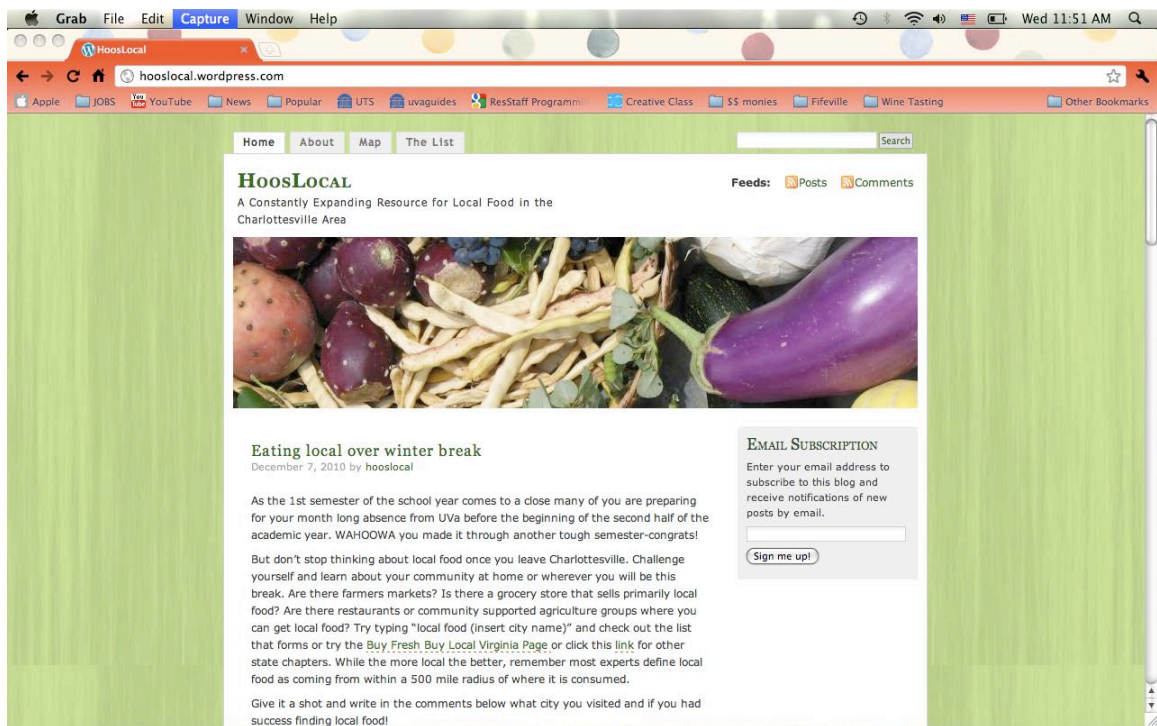 Grab File Edit Capture Window Help Wed 11:51 AM
HoosLocal
hooslocal.wordpress.com
Apple JOBS YouTube News Popular UTS uvaguides ResStaff Programmi Creative Class $$ monies Fifeville Wine Tasting Other Bookmarks
Home About Map The List Search
HoosLocal Feeds: Posts Comments
A Constantly Expanding Resource for Local Food in the
Charlottesville Area
Eating local over winter break
December 7, 2010 by hooslocal
As the 1st semester of the school year comes to a close many of you are preparing
for your month long absence from UVa before the beginning of the second half of the
academic year. WAHOOWA you made it through another tough semester-congrats!
But don't stop thinking about local food once you leave Charlottesville. Challenge
yourself and learn about your community at home or wherever you will be this
break. Are there farmers markets? Is there a grocery store that sells primarily local
food? Are there restaurants or community supported agriculture groups where you
can get local food? Try typing "local food (insert city name)" and check out the list
that forms or try the Buy Fresh Buy Local Virginia Page or click this link for other
state chapters. While the more local the better, remember most experts define local
food as coming from within a 500 mile radius of where it is consumed.
Give it a shot and write in the comments below what city you visited and if you had
success finding local food!
Email Subscription
Enter your email address to
subscribe to this blog and
receive notifications of new
posts by email.
Sign me up!